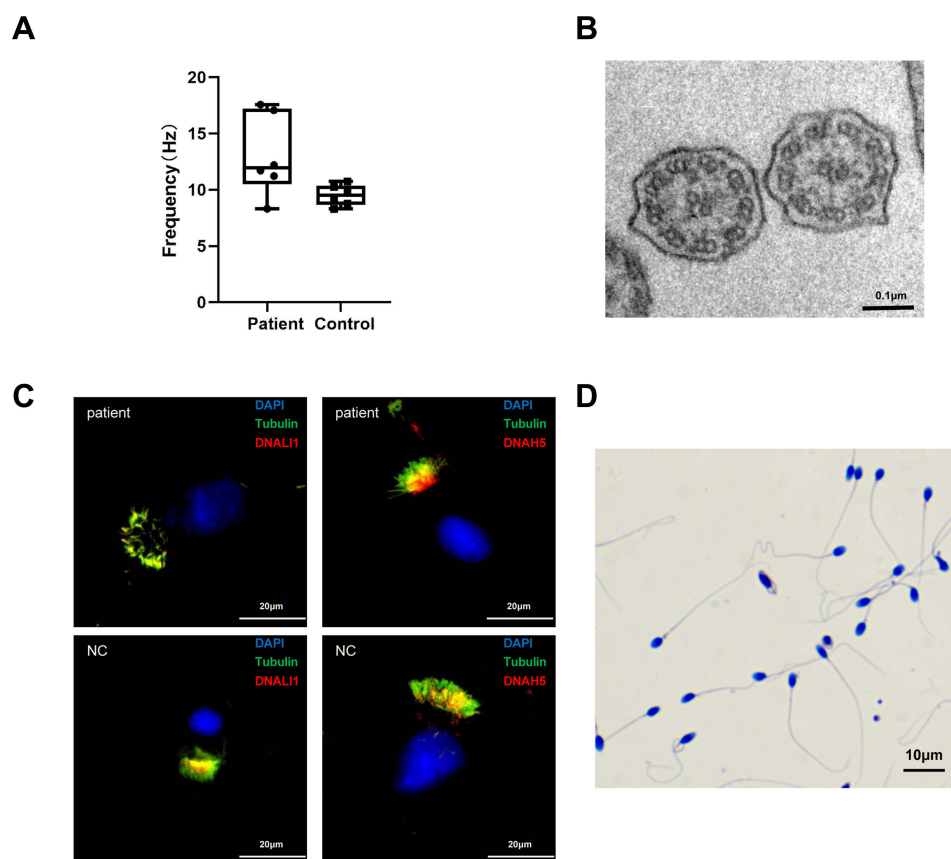 A
20
15
10
5
0
Frequency(Hz)
Patient Control
B
0.1μm
C
patient
DAPI
Tubulin
DNALI1
20μm
patient
DAPI
Tubulin
DNAH5
20μm
NC
DAPI
Tubulin
DNALI1
20μm
NC
DAPI
Tubulin
DNAH5
20μm
D
10μm